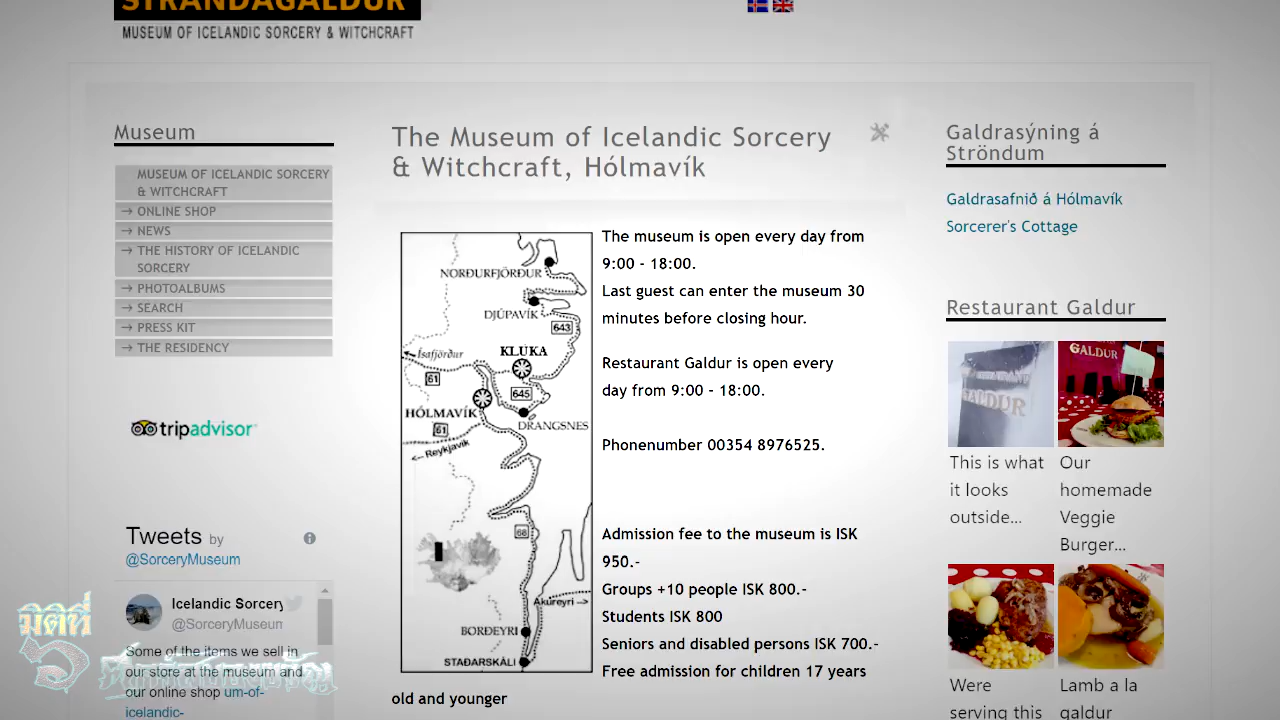 STRANDAGALDUR
MUSEUM OF ICELANDIC SORCERY & WITCHCRAFT
Museum
MUSEUM OF ICELANDIC SORCERY
& WITCHCRAFT
→ ONLINE SHOP
→ NEWS
→ THE HISTORY OF ICELANDIC
SORCERY
→ PHOTOALBUMS
→ SEARCH
→ PRESS KIT
→ THE RESIDENCY
tripadvisor
Tweets by
@SorceryMuseum
Icelandic Sorcery
@SorceryMuseum
Some of the items we sell in
our store at the museum and
our online shop um-of-
icelandic-
มิติที่
The Museum of Icelandic Sorcery
& Witchcraft, Hólmavík
NORÐURFJÖRÐUR
DJÚPAVÍK
643
Ísafjörður
KLÚKA
61
645
HÓLMAVÍK
61
DRANGSNES
Reykjavík
68
Akureyri
BORÐEYRI
STAÐARSKÁLI
The museum is open every day from
9:00 - 18:00.
Last guest can enter the museum 30
minutes before closing hour.
Restaurant Galdur is open every
day from 9:00 - 18:00.
Phonenumber 00354 8976525.
Admission fee to the museum is ISK
950.-
Groups +10 people ISK 800.-
Students ISK 800
Seniors and disabled persons ISK 700.-
Free admission for children 17 years
old and younger
Galdrasýning á
Ströndum
Galdrasafnið á Hólmavík
Sorcerer's Cottage
Restaurant Galdur
GALDUR
GALDUR
This is what
it looks
outside...
Our
homemade
Veggie
Burger...
Were
serving this
Lamb a la
galdur